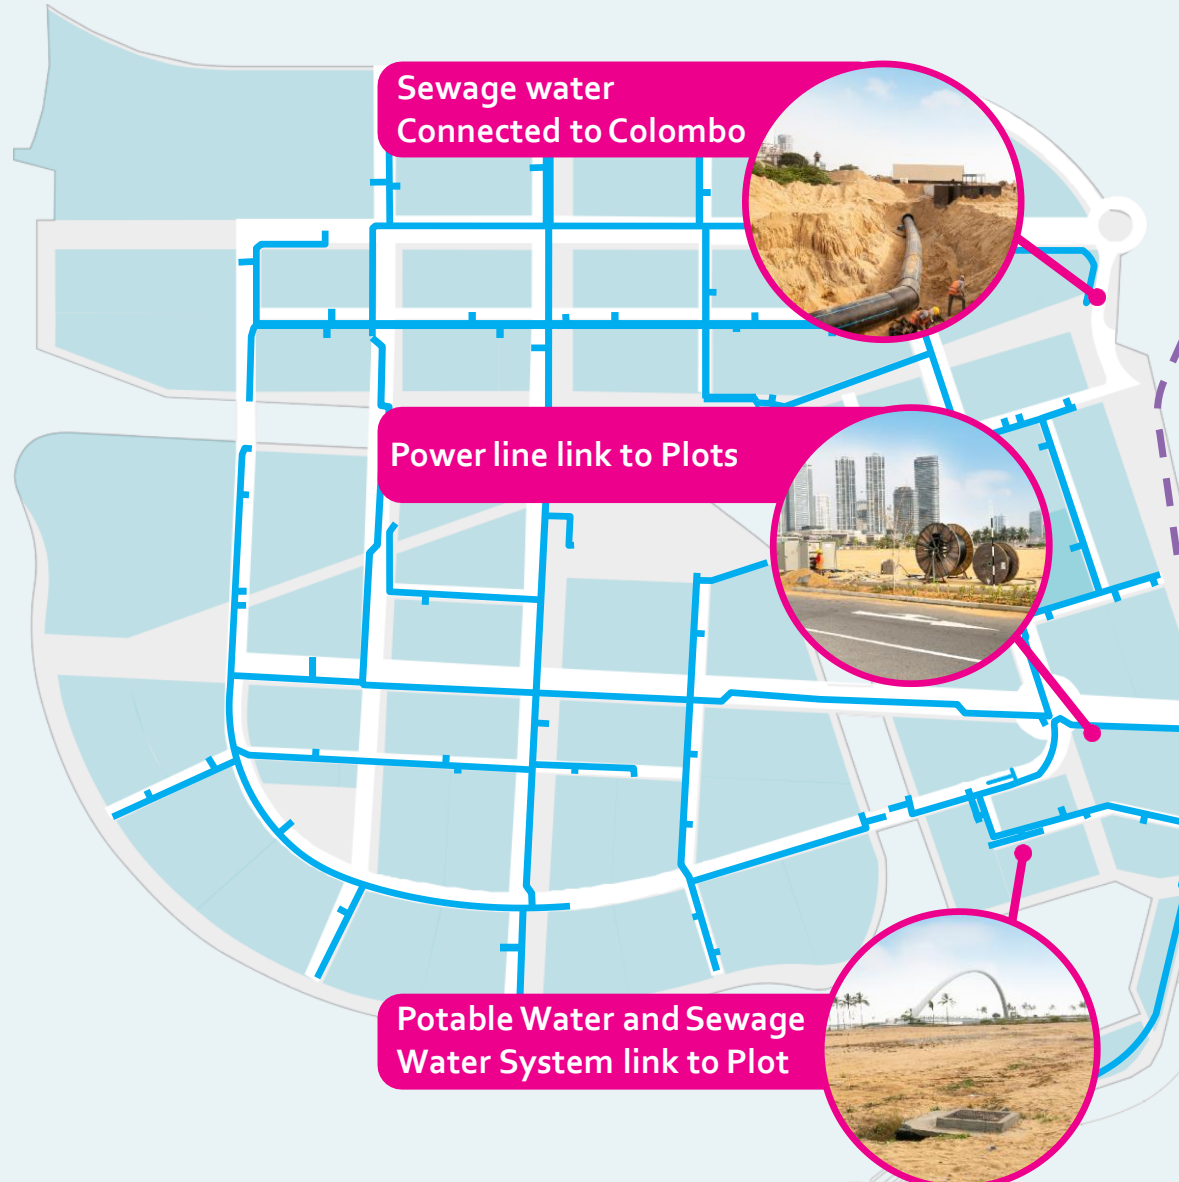 Sewage water
Connected to Colombo
Power line link to Plots
Potable Water and Sewage
Water System link to Plot